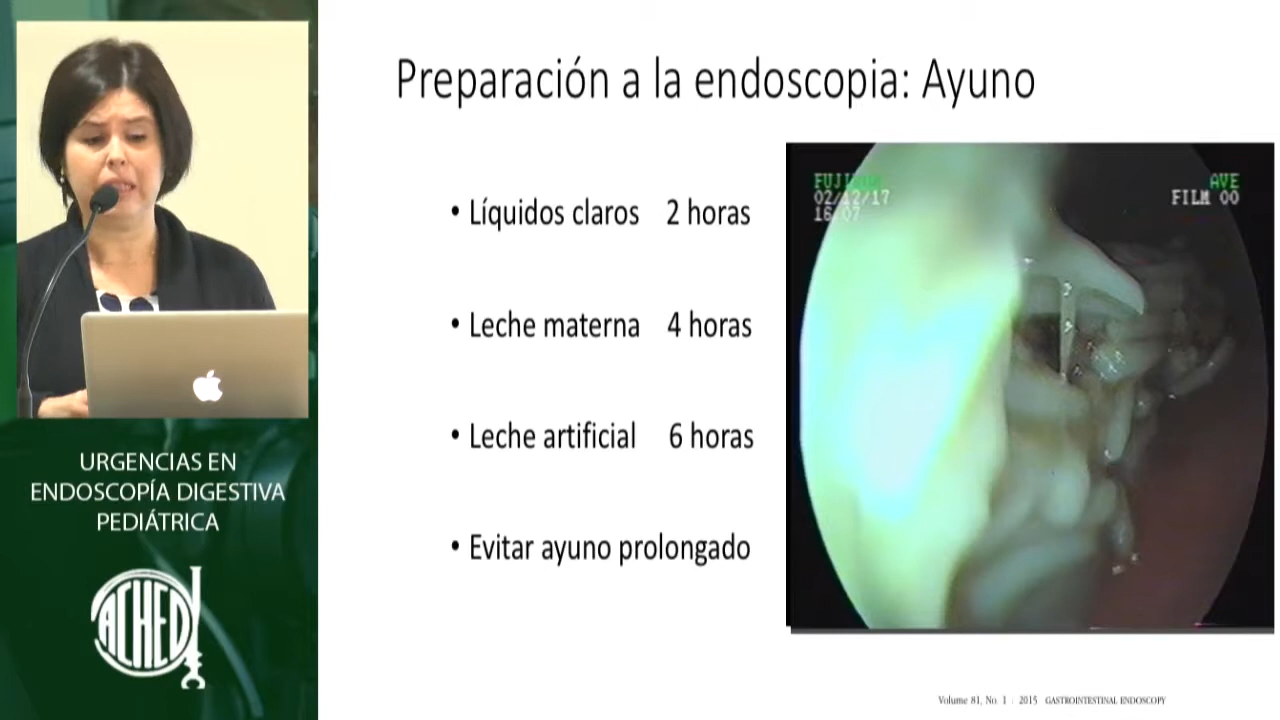 Preparación a la endoscopia: Ayuno
• Líquidos claros 2 horas
• Leche materna 4 horas
• Leche artificial 6 horas
• Evitar ayuno prolongado
02/12/17
16 07
AVE
FILM 00
URGENCIAS EN
ENDOSCOPÍA DIGESTIVA
PEDIÁTRICA
ACHED
Volume 81, No. 1 : 2015 GASTROINTESTINAL ENDOSCOPY